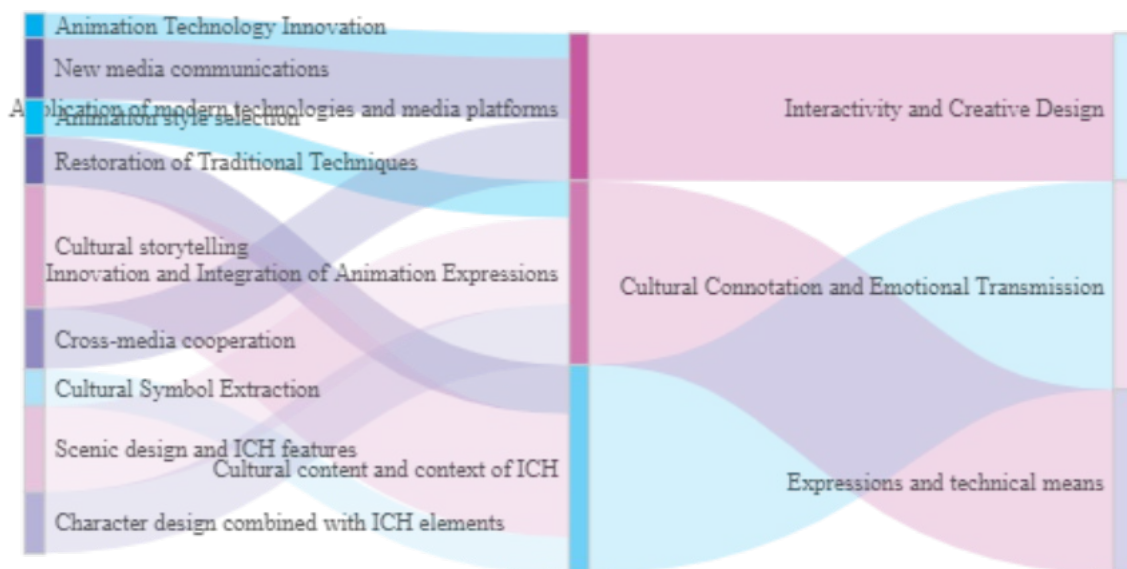 Animation Technology Innovation
New media communications
Application of modern technologies and media platforms
Animation style selection
Restoration of Traditional Techniques
Cultural storytelling
Innovation and Integration of Animation Expressions
Cross-media cooperation
Cultural Symbol Extraction
Scenic design and ICH features
Cultural content and context of ICH
Character design combined with ICH elements
Interactivity and Creative Design
Cultural Connotation and Emotional Transmission
Expressions and technical means